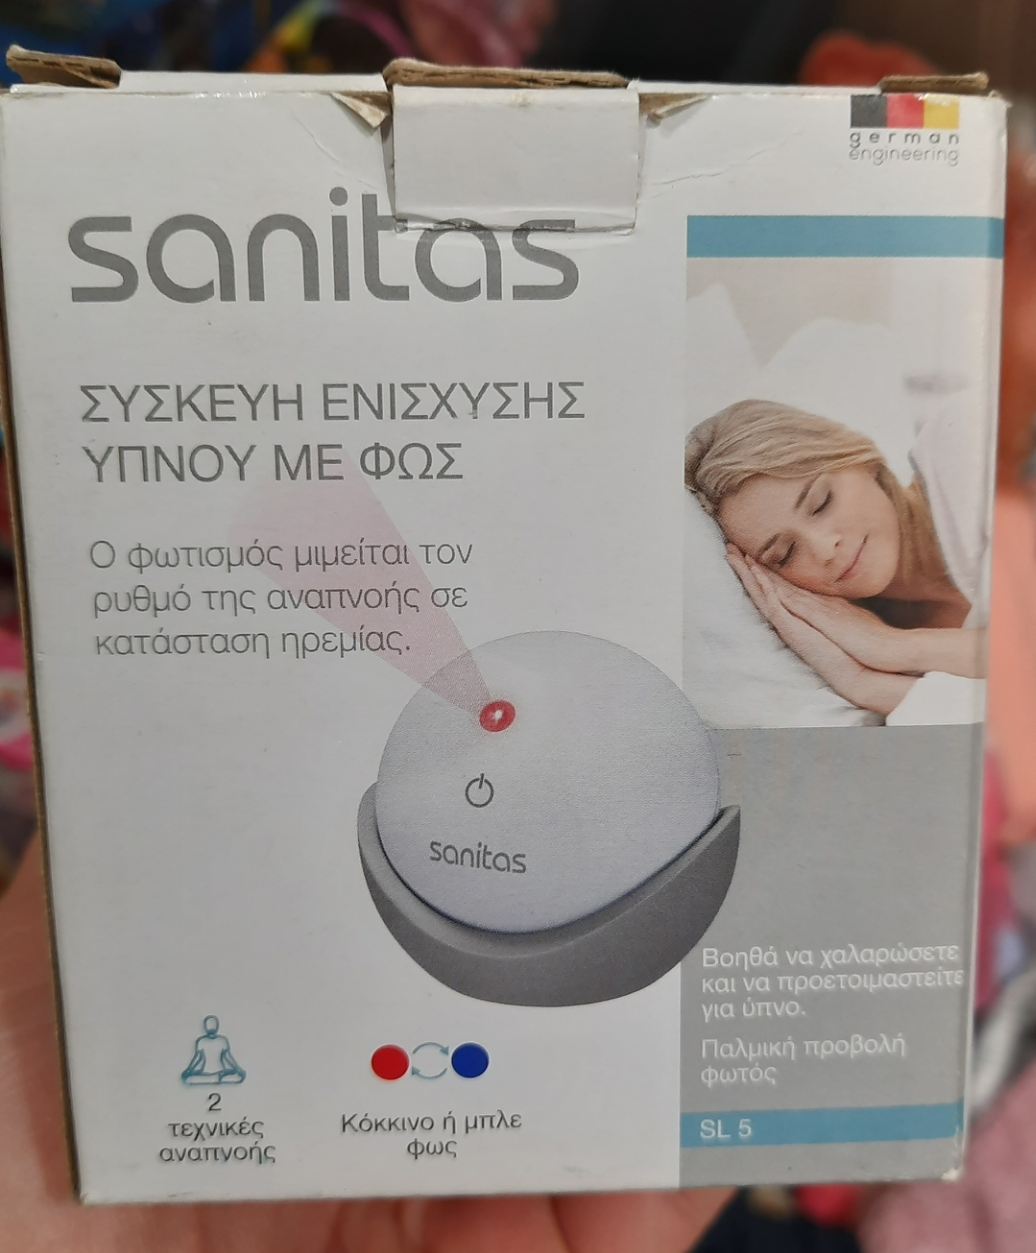 german
engineering
sanitas
ΣΥΣΚΕΥΗ ΕΝΙΣΧΥΣΗΣ
ΥΠΝΟΥ ΜΕ ΦΩΣ
Ο φωτισμός μιμείται τον
ρυθμό της αναπνοής σε
κατάσταση ηρεμίας.
sanitas
Βοηθά να χαλαρώσετε
και να προετοιμαστείτε
για ύπνο.
Παλμική προβολή
φωτός
SL 5
2
τεχνικές
αναπνοής
Κόκκινο ή μπλε
φως